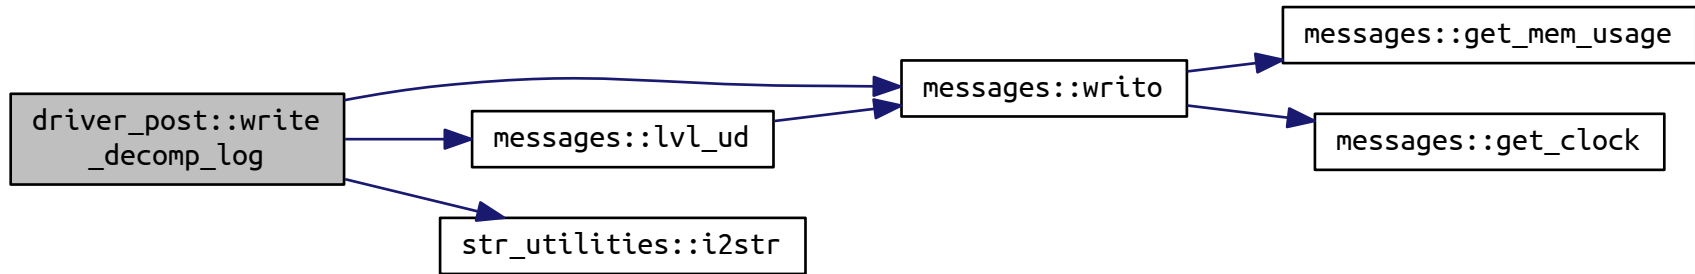 driver_post::write
_decomp_log
messages::lvl_ud
str_utilities::i2str
messages::writo
messages::get_mem_usage
messages::get_clock